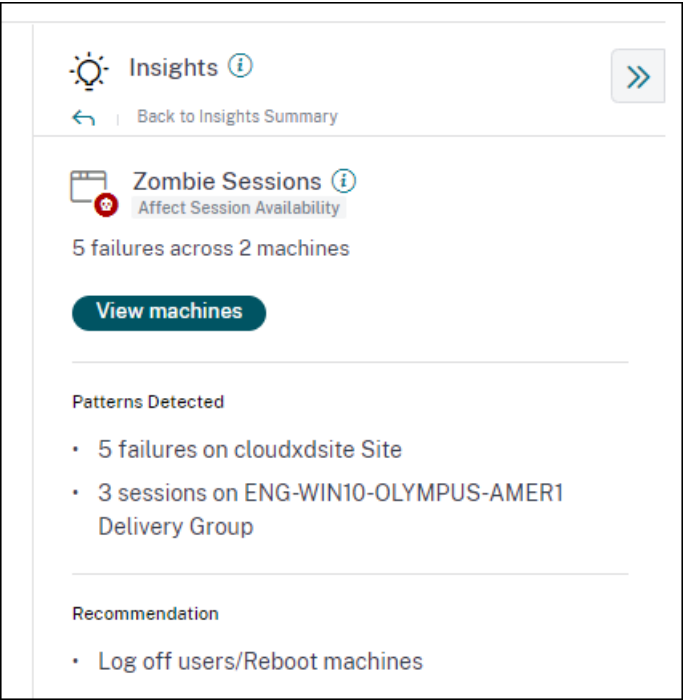 Insights
Back to Insights Summary
Zombie Sessions
Affect Session Availability
5 failures across 2 machines
View machines
Patterns Detected
• 5 failures on cloudxdsite Site
• 3 sessions on ENG-WIN10-OLYMPUS-AMER1
Delivery Group
Recommendation
• Log off users/Reboot machines